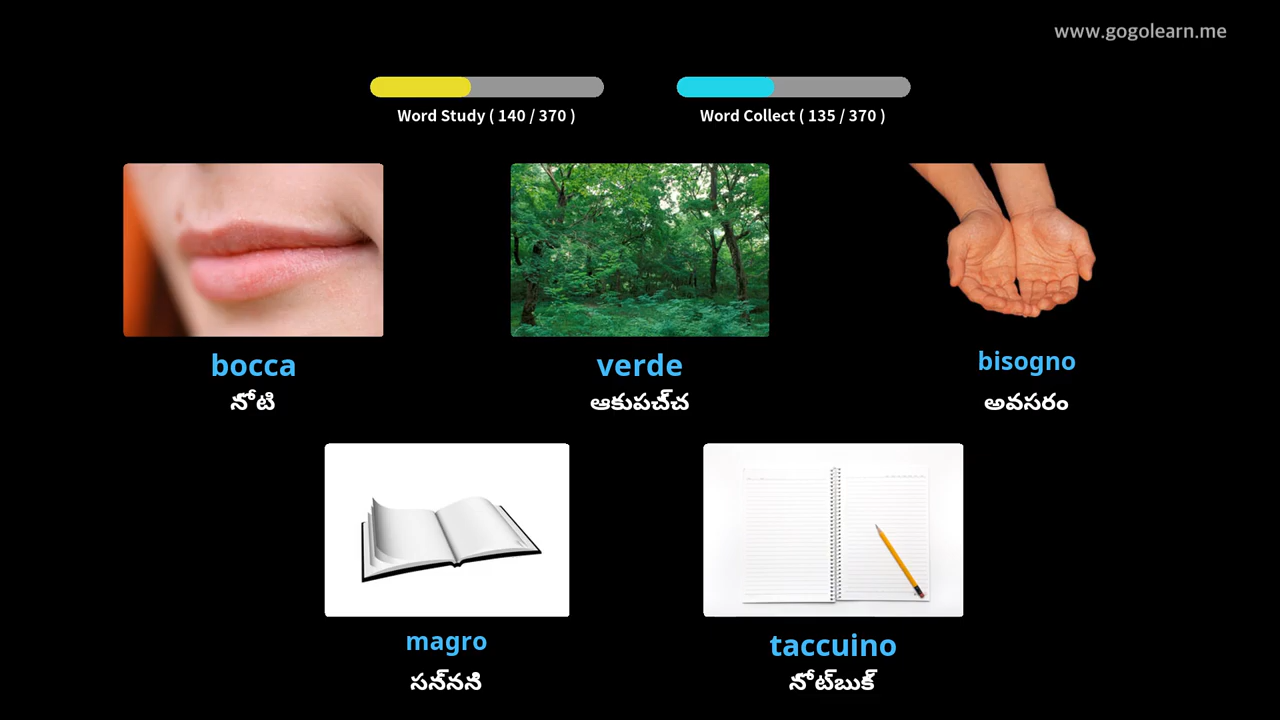 www.gogolearn.me
Word Study ( 140 / 370 )
Word Collect ( 135 / 370 )
bocca
నోటి
verde
ఆకుపచ్చ
bisogno
అవసరం
magro
సన్నని
taccuino
నోట్‌బుక్